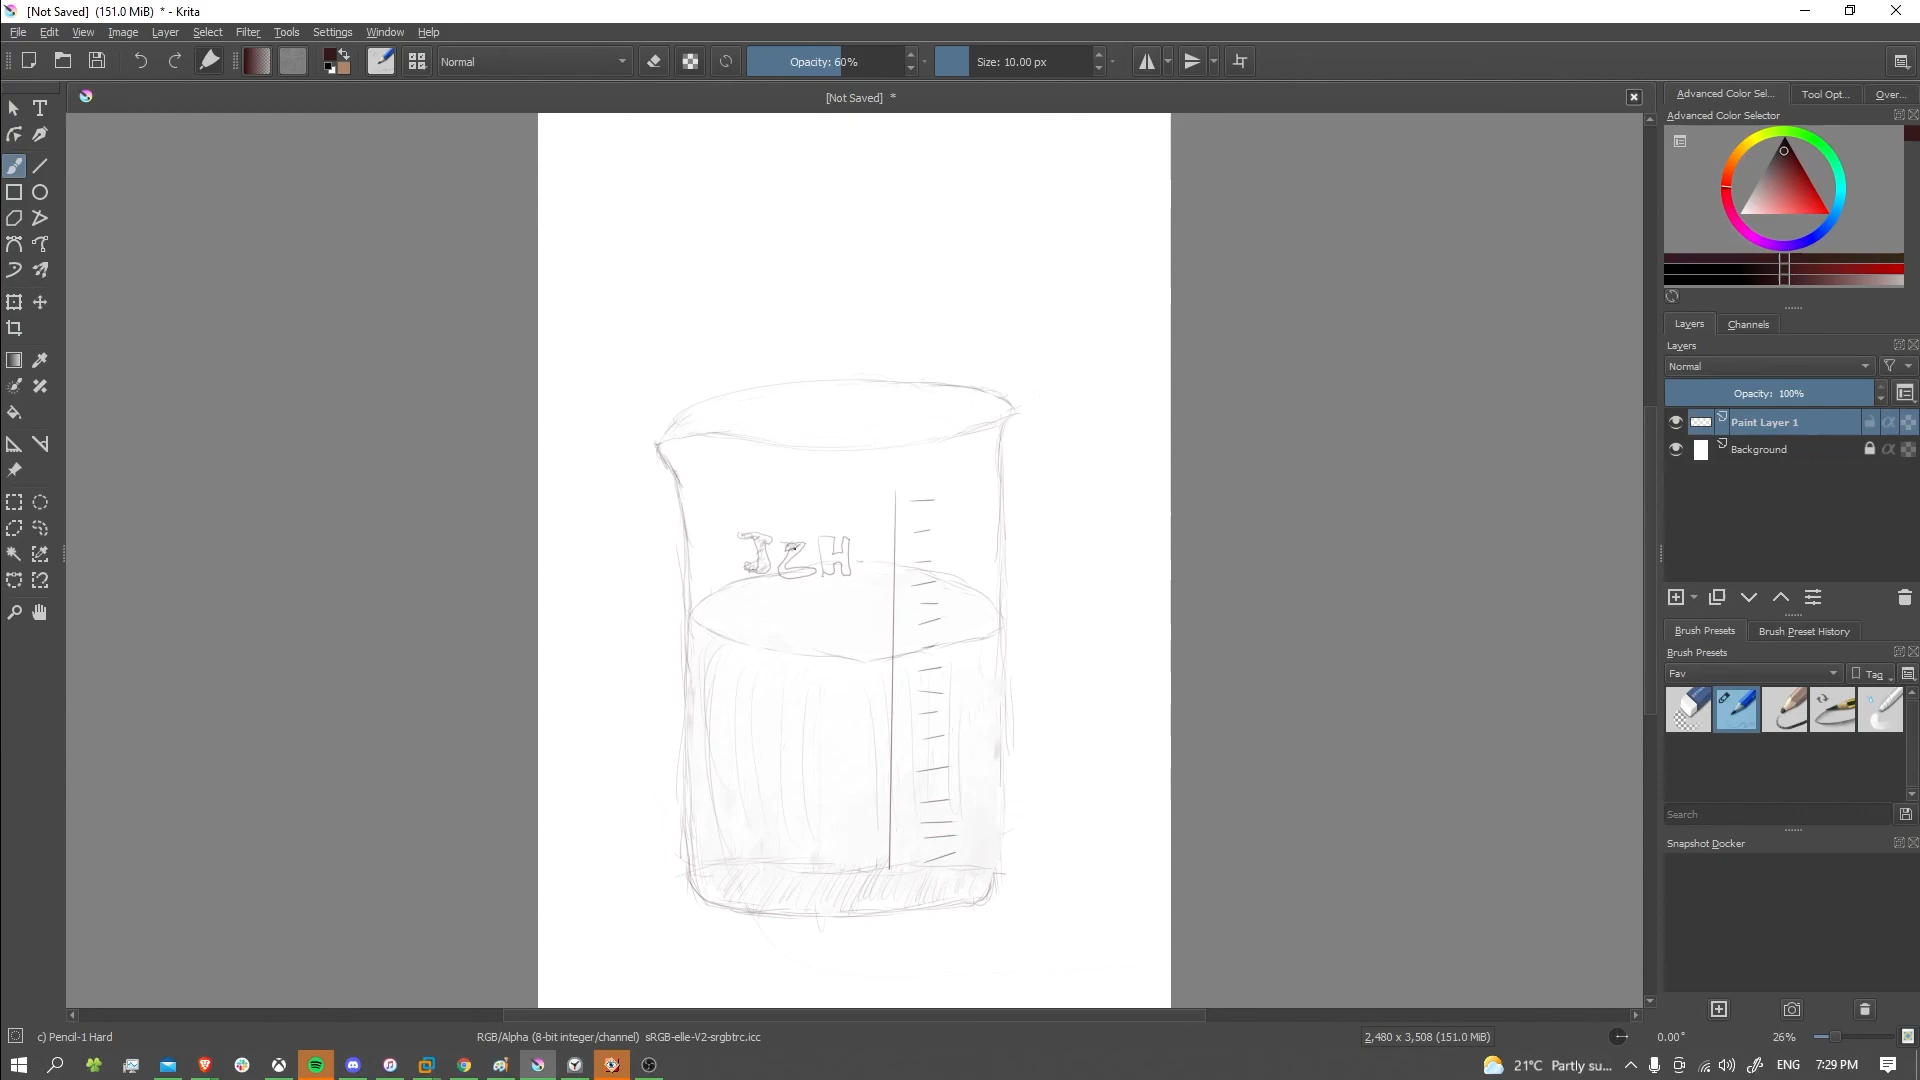 [Not Saved]  (151.0 MiB)  * - Krita
File Edit View Image Layer Select Filter Tools Settings Window Help
Normal Opacity: 60% Size: 10.00 px
[Not Saved]  *
Advanced Color Sel... Tool Opt... Over...
Advanced Color Selector
Layers Channels
Layers
Normal
Opacity:  100%
Paint Layer 1
Background
JZH
Brush Presets Brush Preset History
Brush Presets
Fav Tag
Search
Snapshot Docker
c) Pencil-1 Hard RGB/Alpha (8-bit integer/channel)  sRGB-elle-V2-srgbtrc.icc 2,480 x 3,508 (151.0 MiB) 0.00° 26%
21°C  Partly su... ENG 7:29 PM